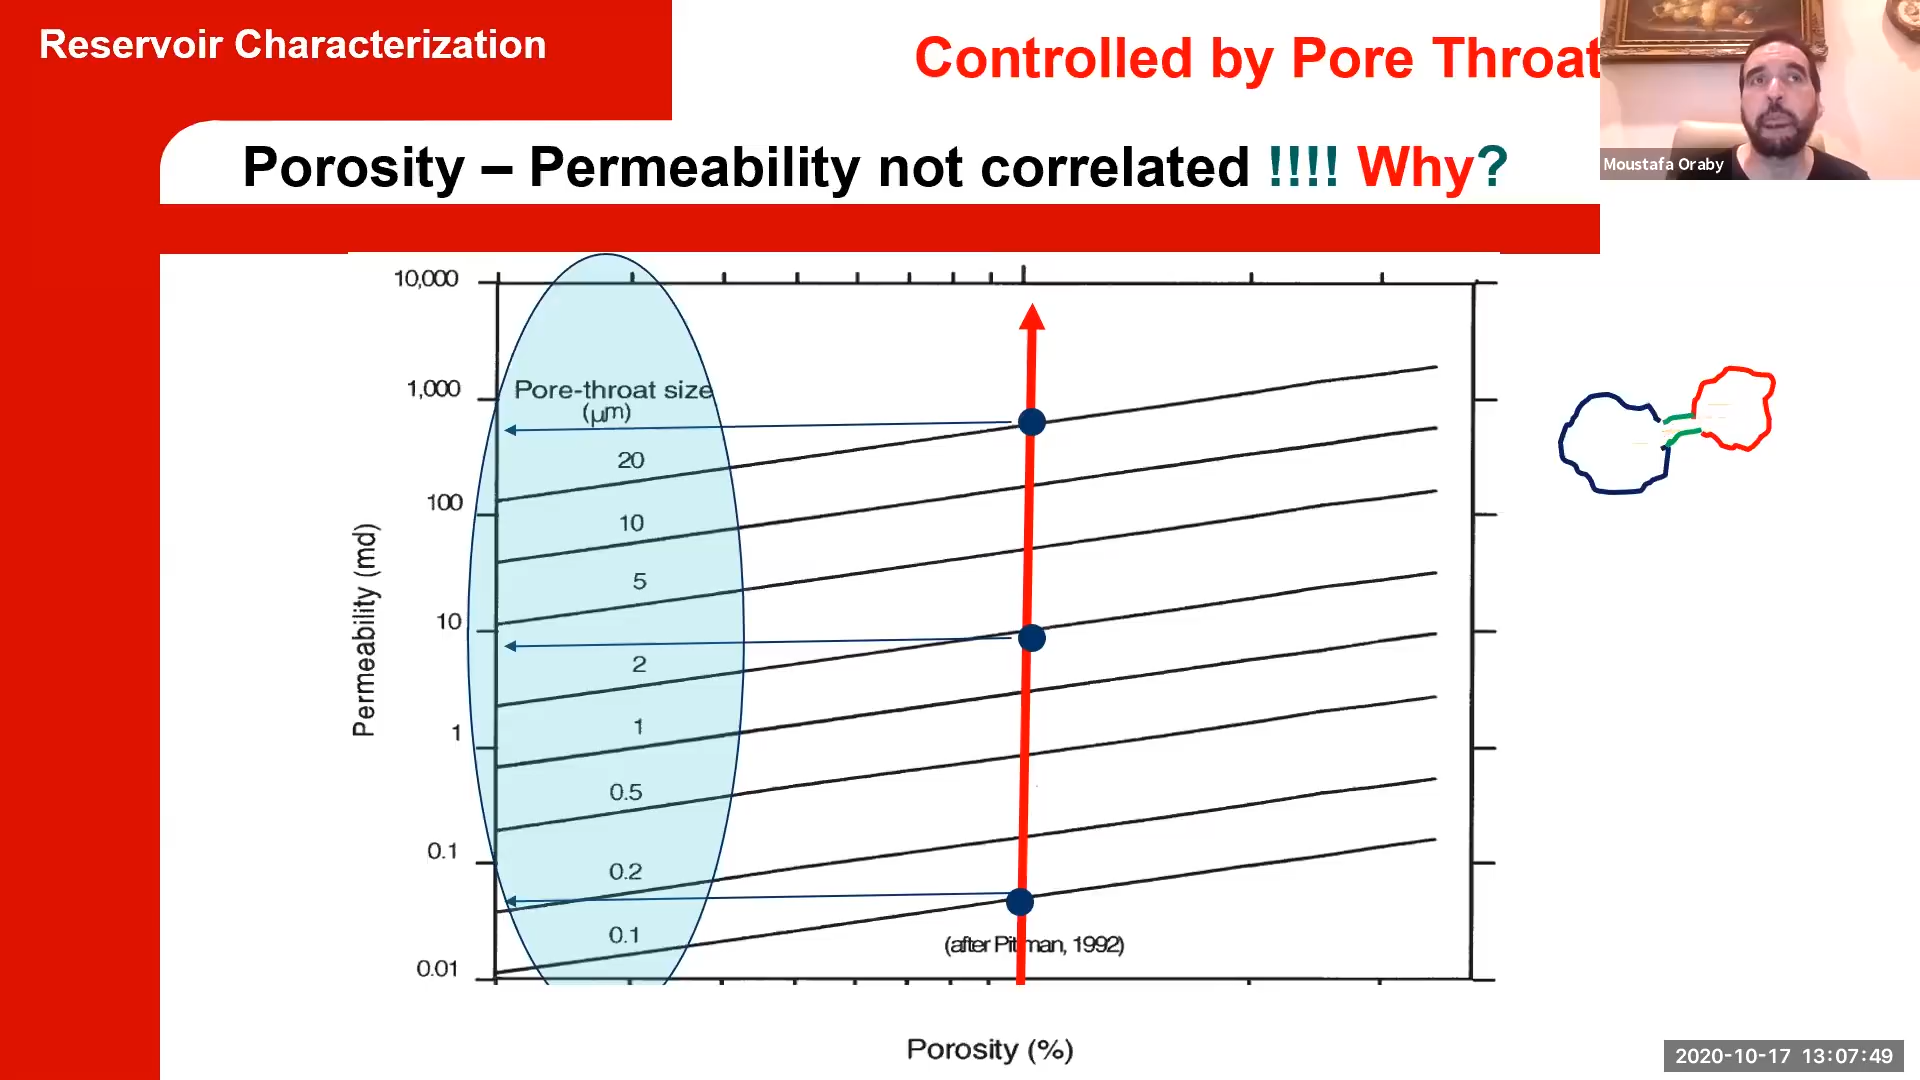 Reservoir Characterization
Controlled by Pore Throat
Porosity – Permeability not correlated !!!! Why?
Moustafa Oraby
10,000
1,000
100
10
1
0.1
0.01
Permeability (md)
Pore-throat size
(µm)
20
10
5
2
1
0.5
0.2
0.1
(after Pittman, 1992)
Porosity (%)
2020-10-17 13:07:49